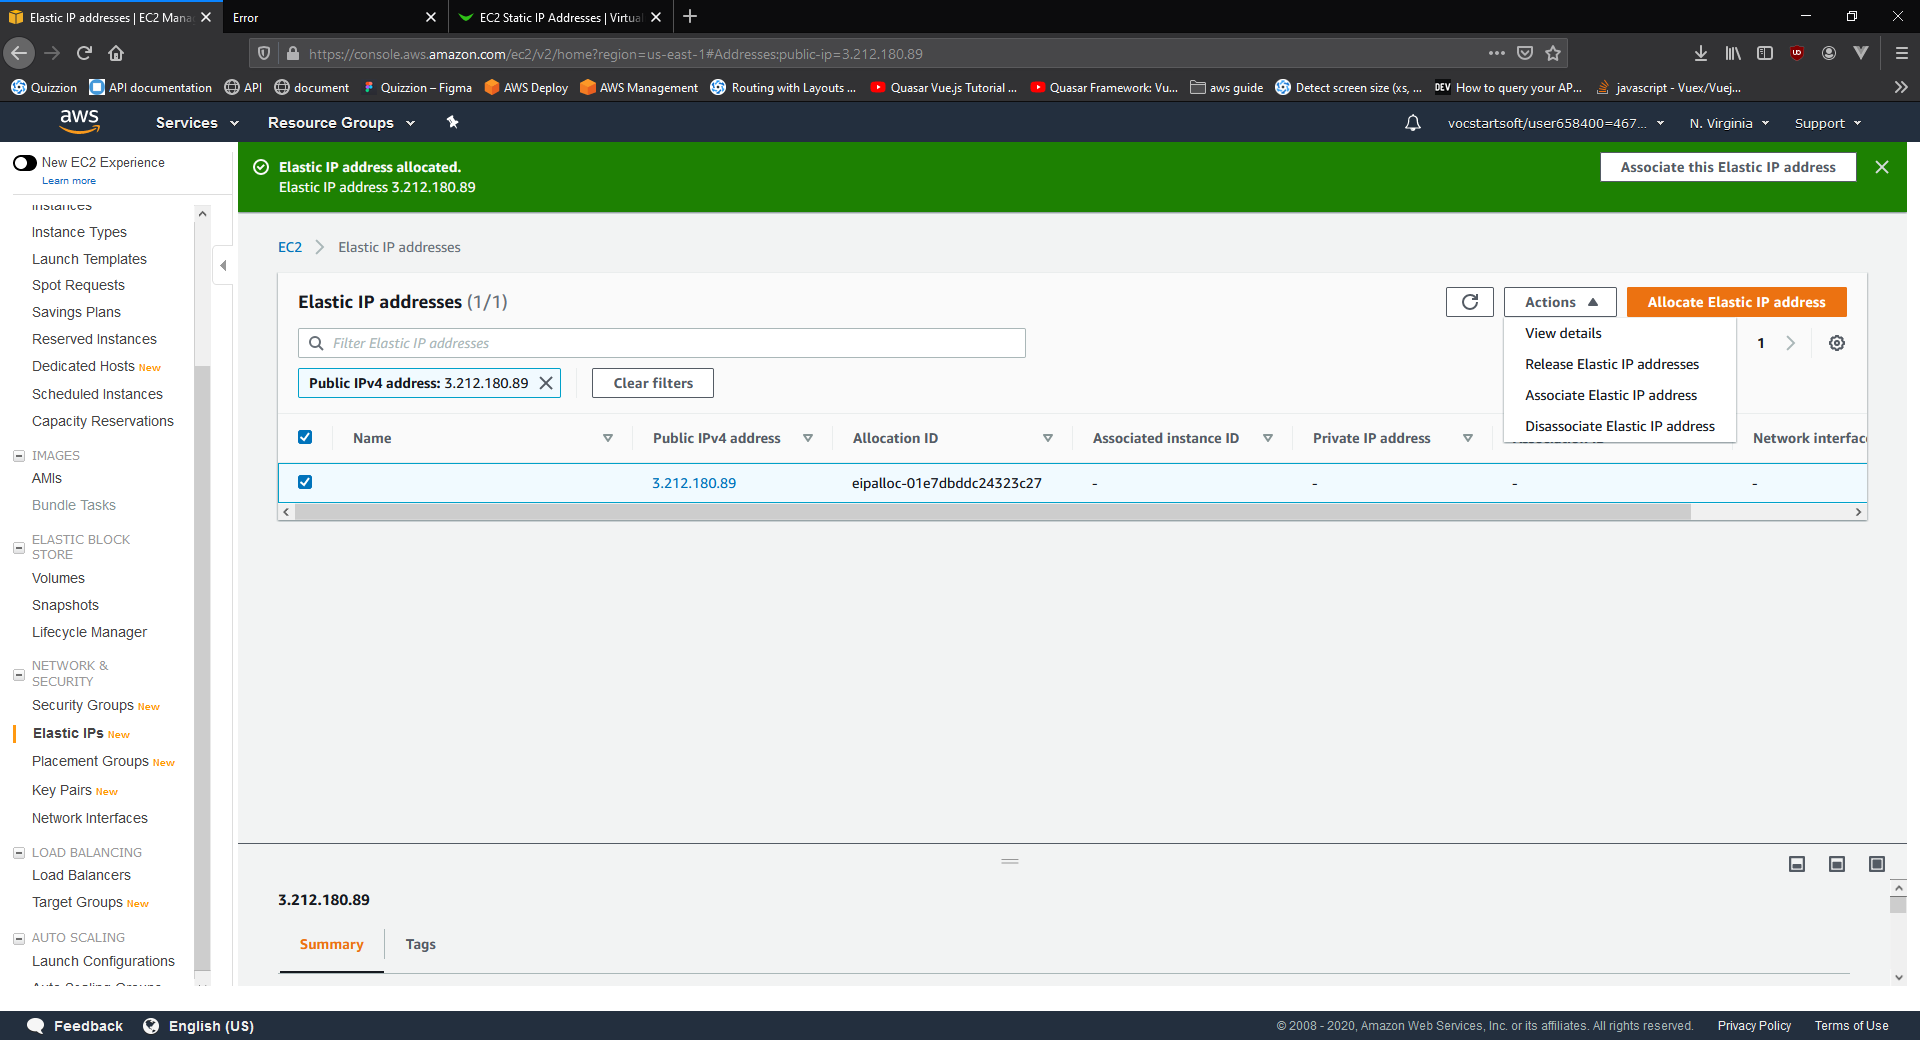 Elastic IP addresses | EC2 Mana
Error
EC2 Static IP Addresses | Virtual
https://console.aws.amazon.com/ec2/v2/home?region=us-east-1#Addresses:public-ip=3.212.180.89
Quizzion
API documentation
API
document
Quizzion – Figma
AWS Deploy
AWS Management
Routing with Layouts ...
Quasar Vue.js Tutorial ...
Quasar Framework: Vu...
aws guide
Detect screen size (xs, ...
DEV
How to query your AP...
javascript - Vuex/Vuej...
aws
Services
Resource Groups
vocstartsoft/user658400=467...
N. Virginia
Support
New EC2 Experience
Learn more
Instances
Instance Types
Launch Templates
Spot Requests
Savings Plans
Reserved Instances
Dedicated Hosts New
Scheduled Instances
Capacity Reservations
IMAGES
AMIs
Bundle Tasks
ELASTIC BLOCK
STORE
Volumes
Snapshots
Lifecycle Manager
NETWORK &
SECURITY
Security Groups New
Elastic IPs New
Placement Groups New
Key Pairs New
Network Interfaces
LOAD BALANCING
Load Balancers
Target Groups New
AUTO SCALING
Launch Configurations
Auto Scaling Groups
Elastic IP address allocated.
Elastic IP address 3.212.180.89
Associate this Elastic IP address
EC2
Elastic IP addresses
Elastic IP addresses (1/1)
Actions
Allocate Elastic IP address
Filter Elastic IP addresses
View details
Release Elastic IP addresses
Associate Elastic IP address
Disassociate Elastic IP address
1
Public IPv4 address: 3.212.180.89
Clear filters
Name
Public IPv4 address
Allocation ID
Associated instance ID
Private IP address
Network interfac
3.212.180.89
eipalloc-01e7dbddc24323c27
-
-
-
-
3.212.180.89
Summary
Tags
Feedback
English (US)
© 2008 - 2020, Amazon Web Services, Inc. or its affiliates. All rights reserved.
Privacy Policy
Terms of Use